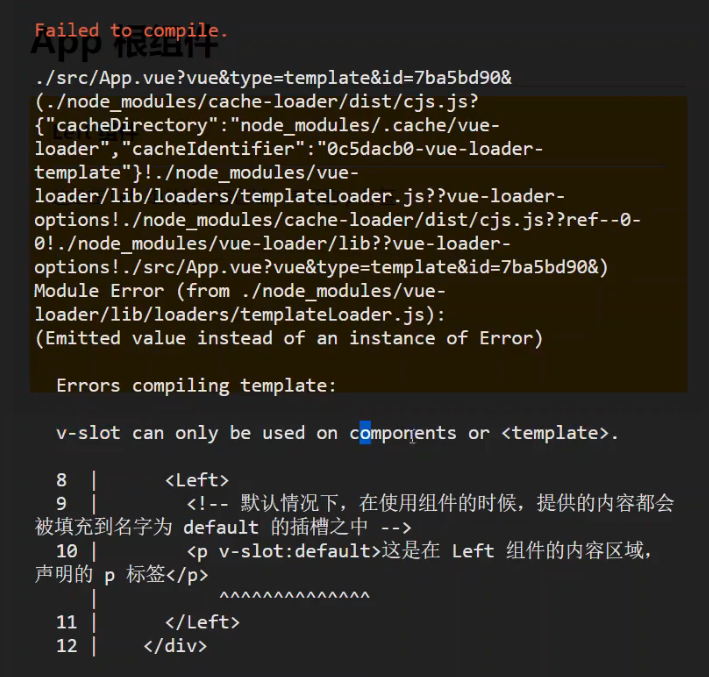 Failed to compile.
App 根组件
./src/App.vue?vue&type=template&id=7ba5bd90&
(./node_modules/cache-loader/dist/cjs.js?
{"cacheDirectory":"node_modules/.cache/vue-
loader","cacheIdentifier":"0c5dacb0-vue-loader-
template"}!./node_modules/vue-
loader/lib/loaders/templateLoader.js??vue-loader-
options!./node_modules/cache-loader/dist/cjs.js??ref--0-
0!./node_modules/vue-loader/lib??vue-loader-
options!./src/App.vue?vue&type=template&id=7ba5bd90&)
Module Error (from ./node_modules/vue-
loader/lib/loaders/templateLoader.js):
(Emitted value instead of an instance of Error)
Errors compiling template:
v-slot can only be used on components or <template>.
8 | <Left>
9 | <!-- 默认情况下，在使用组件的时候，提供的内容都会
被填充到名字为 default 的插槽之中 -->
10 | <p v-slot:default>这是在 Left 组件的内容区域，
声明的 p 标签</p>
| ^^^^^^^^^^^^^^
11 | </Left>
12 | </div>